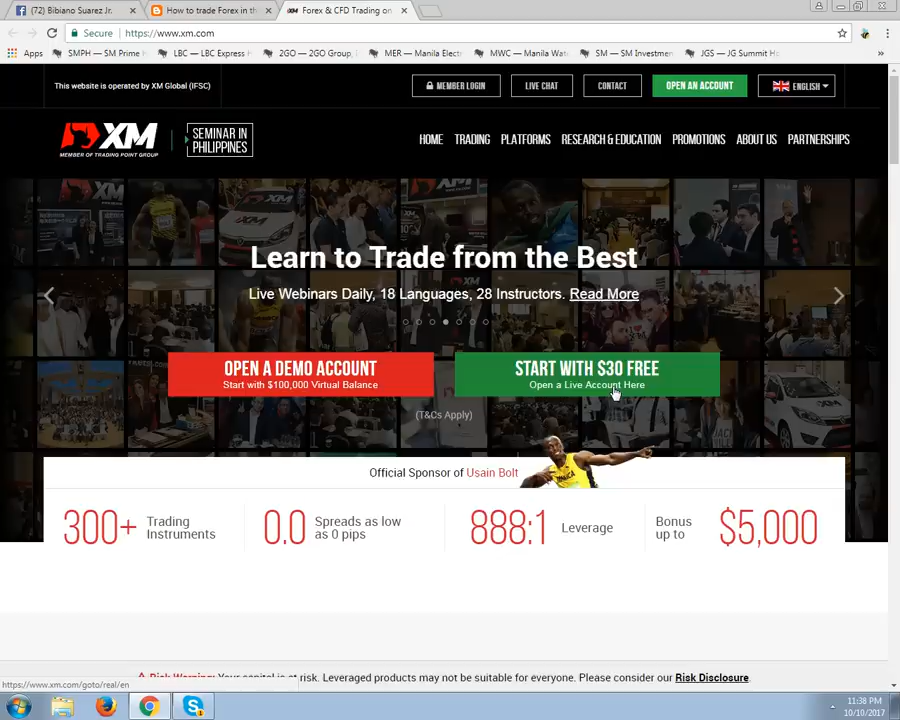 (72) Bibiano Suarez Jr.
How to trade Forex in th
Forex & CFD Trading on
Secure
https://www.xm.com
Apps
SMPH — SM Prime H
LBC — LBC Express H
2GO — 2GO Group,
MER — Manila Elect
MWC — Manila Wat
SM — SM Investmen
JGS — JG Summit H
This website is operated by XM Global (IFSC)
MEMBER LOGIN
LIVE CHAT
CONTACT
OPEN AN ACCOUNT
ENGLISH
XM
MEMBER OF TRADING POINT GROUP
SEMINAR IN
PHILIPPINES
HOME
TRADING
PLATFORMS
RESEARCH & EDUCATION
PROMOTIONS
ABOUT US
PARTNERSHIPS
Learn to Trade from the Best
Live Webinars Daily, 18 Languages, 28 Instructors. Read More
OPEN A DEMO ACCOUNT
Start with $100,000 Virtual Balance
START WITH $30 FREE
Open a Live Account Here
(T&Cs Apply)
Official Sponsor of Usain Bolt
300+
Trading
Instruments
0.0
Spreads as low
as 0 pips
888:1
Leverage
Bonus
up to
$5,000
Risk Warning: Your capital is at risk. Leveraged products may not be suitable for everyone. Please consider our Risk Disclosure.
https://www.xm.com/goto/real/en
11:38 PM
10/10/2017